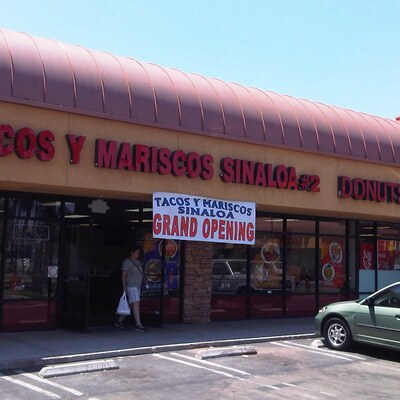 COS Y MARISCOS SINALOA #2
DONUTS
TACOS Y MARISCOS
SINALOA
GRAND OPENING